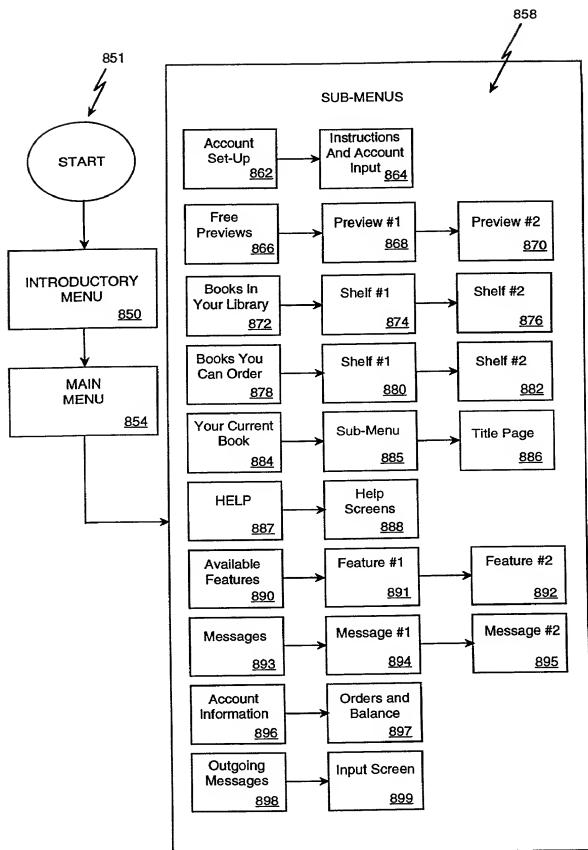 851
858
START
INTRODUCTORY
MENU
850
MAIN
MENU
854
SUB-MENUS
Account
Set-Up
862
Instructions
And Account
Input
864
Free
Previews
866
Preview #1
868
Preview #2
870
Books In
Your Library
872
Shelf #1
874
Shelf #2
876
Books You
Can Order
878
Shelf #1
880
Shelf #2
882
Your Current
Book
884
Sub-Menu
885
Title Page
886
HELP
887
Help
Screens
888
Available
Features
890
Feature #1
891
Feature #2
892
Messages
893
Message #1
894
Message #2
895
Account
Information
896
Orders and
Balance
897
Outgoing
Messages
898
Input Screen
899